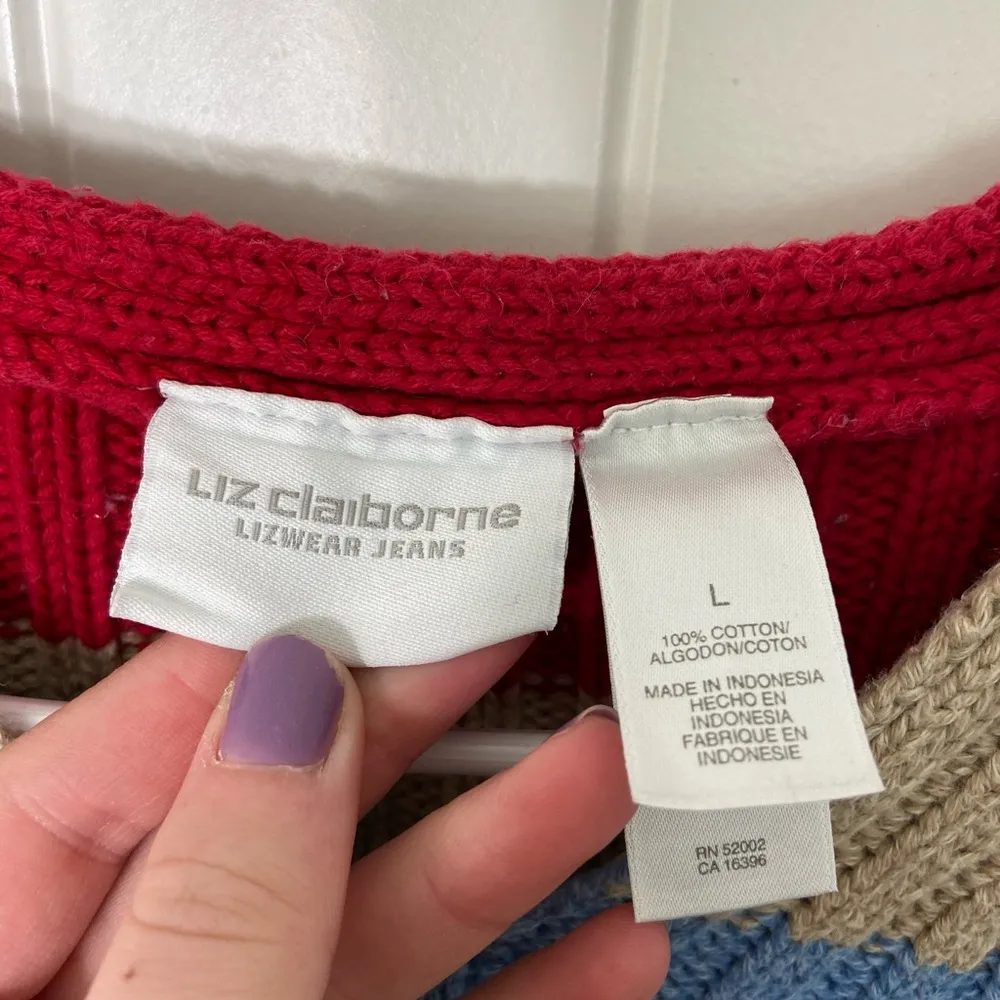 LIZ claiborne
LIZWEAR JEANS
L
100% COTTON/
ALGODON/COTON
MADE IN INDONESIA
HECHO EN
INDONESIA
FABRIQUE EN
INDONESIE
RN 52002
CA 16396